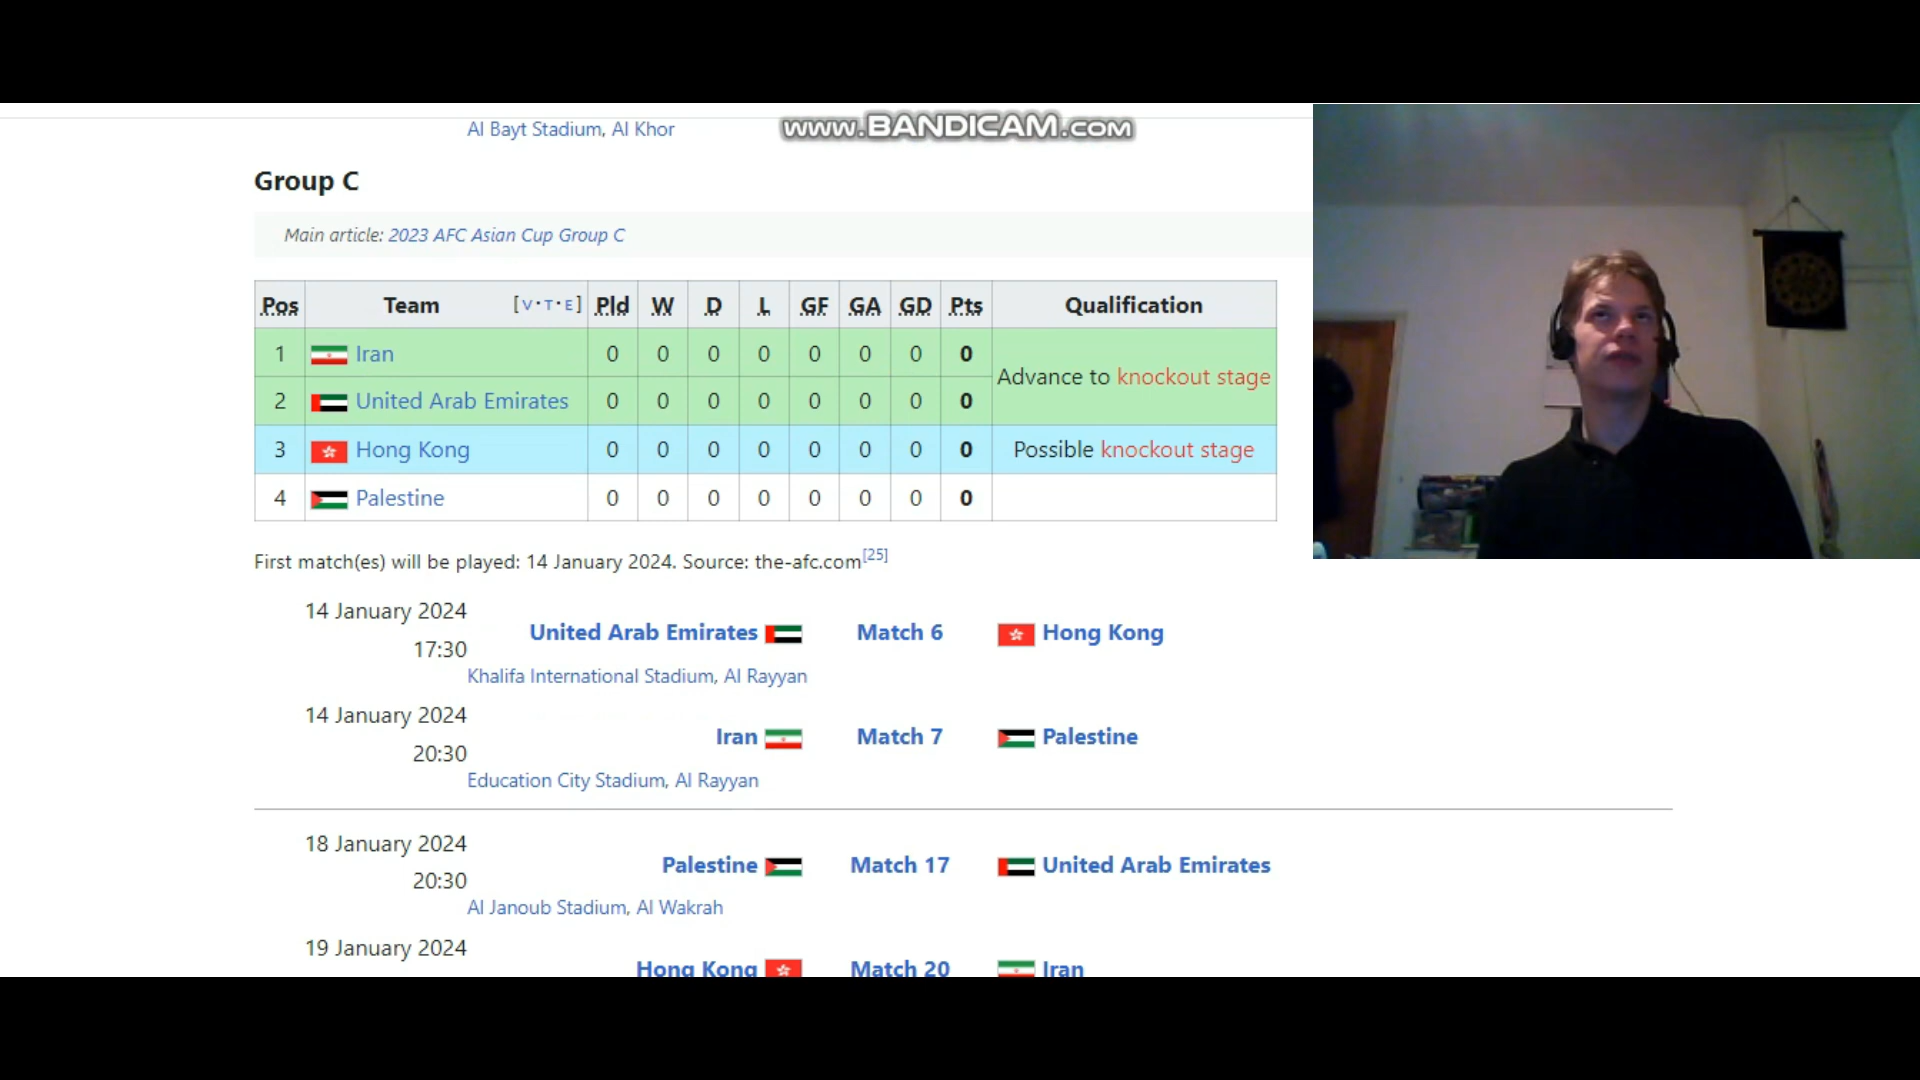 Al Bayt Stadium, Al Khor
www.BANDICAM.com
Group C
Main article: 2023 AFC Asian Cup Group C
Pos Team [V·T·E] Pld W D L GF GA GD Pts Qualification
1 Iran 0 0 0 0 0 0 0 0 Advance to knockout stage
2 United Arab Emirates 0 0 0 0 0 0 0 0
3 Hong Kong 0 0 0 0 0 0 0 0 Possible knockout stage
4 Palestine 0 0 0 0 0 0 0 0
First match(es) will be played: 14 January 2024. Source: the-afc.com[25]
14 January 2024
17:30
United Arab Emirates Match 6 Hong Kong
Khalifa International Stadium, Al Rayyan
14 January 2024
20:30
Iran Match 7 Palestine
Education City Stadium, Al Rayyan
18 January 2024
20:30
Palestine Match 17 United Arab Emirates
Al Janoub Stadium, Al Wakrah
19 January 2024
Hong Kong Match 20 Iran